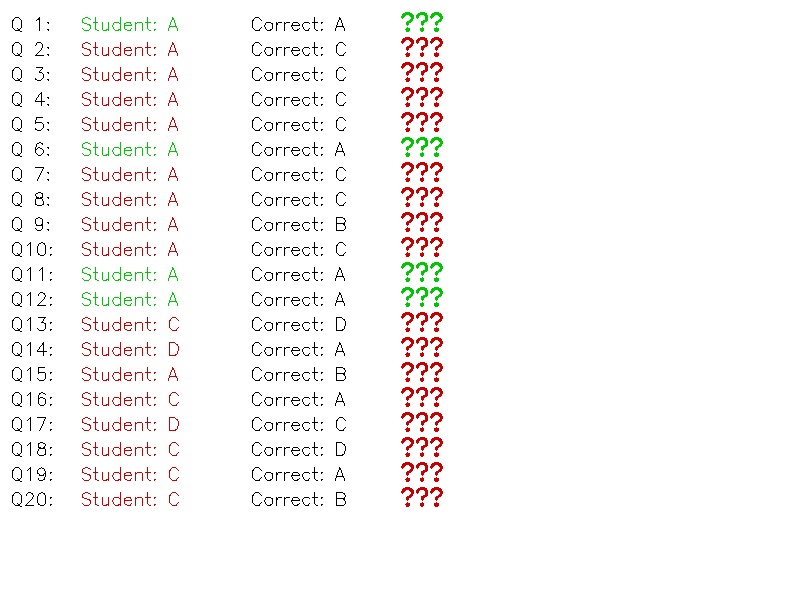 Q 1: Student: A Correct: A ???
Q 2: Student: A Correct: C ???
Q 3: Student: A Correct: C ???
Q 4: Student: A Correct: C ???
Q 5: Student: A Correct: C ???
Q 6: Student: A Correct: A ???
Q 7: Student: A Correct: C ???
Q 8: Student: A Correct: C ???
Q 9: Student: A Correct: B ???
Q10: Student: A Correct: C ???
Q11: Student: A Correct: A ???
Q12: Student: A Correct: A ???
Q13: Student: C Correct: D ???
Q14: Student: D Correct: A ???
Q15: Student: A Correct: B ???
Q16: Student: C Correct: A ???
Q17: Student: D Correct: C ???
Q18: Student: C Correct: D ???
Q19: Student: C Correct: A ???
Q20: Student: C Correct: B ???